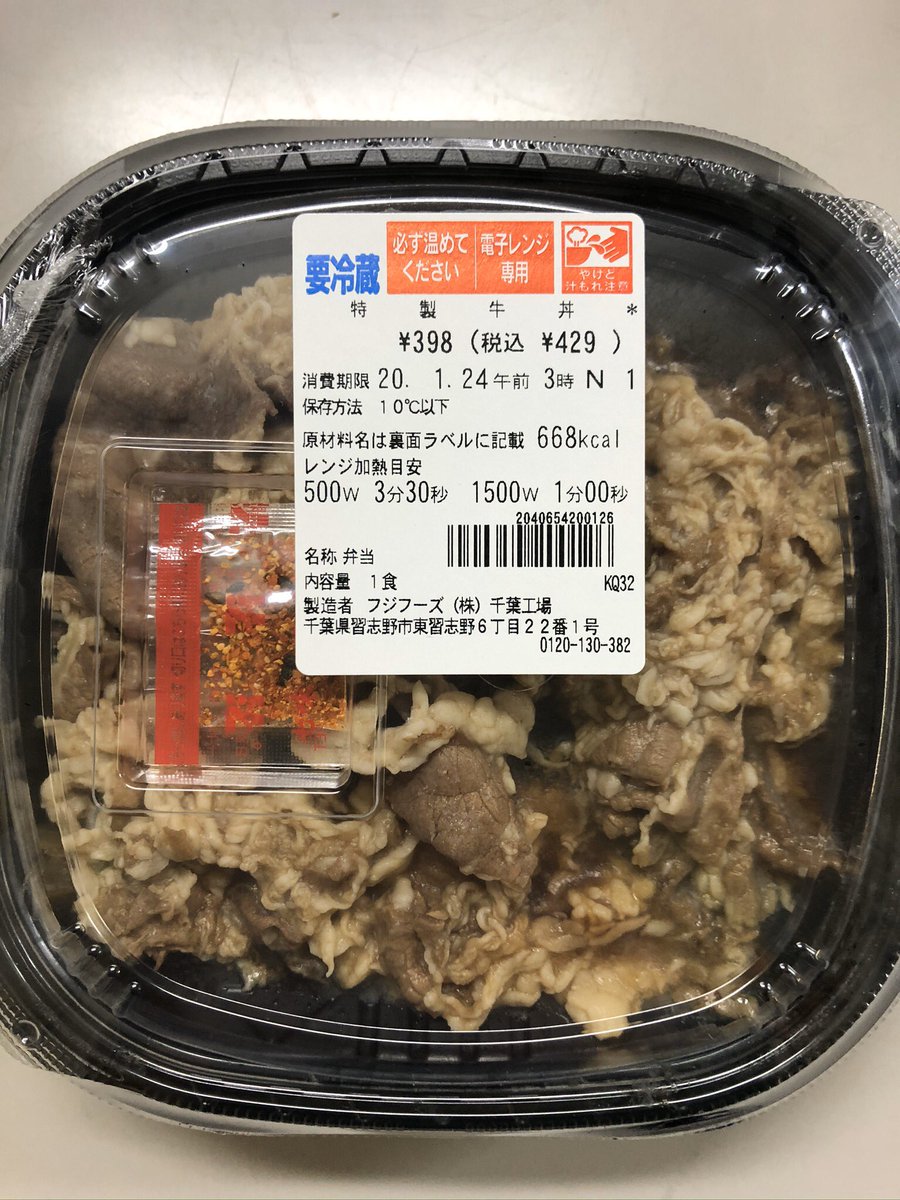 要冷蔵
必ず温めて
ください
電子レンジ
専用
やけど
汁もれ注意
特製牛丼 *
¥398 (税込 ¥429 )
消費期限 20. 1.24午前 3時 N 1
保存方法 10℃以下
原材料名は裏面ラベルに記載 668kcal
レンジ加熱目安
500W 3分30秒 1500W 1分00秒
2040654200126
名称 弁当
内容量 1食 KQ32
製造者 フジフーズ (株) 千葉工場
千葉県習志野市東習志野6丁目22番1号
0120-130-382